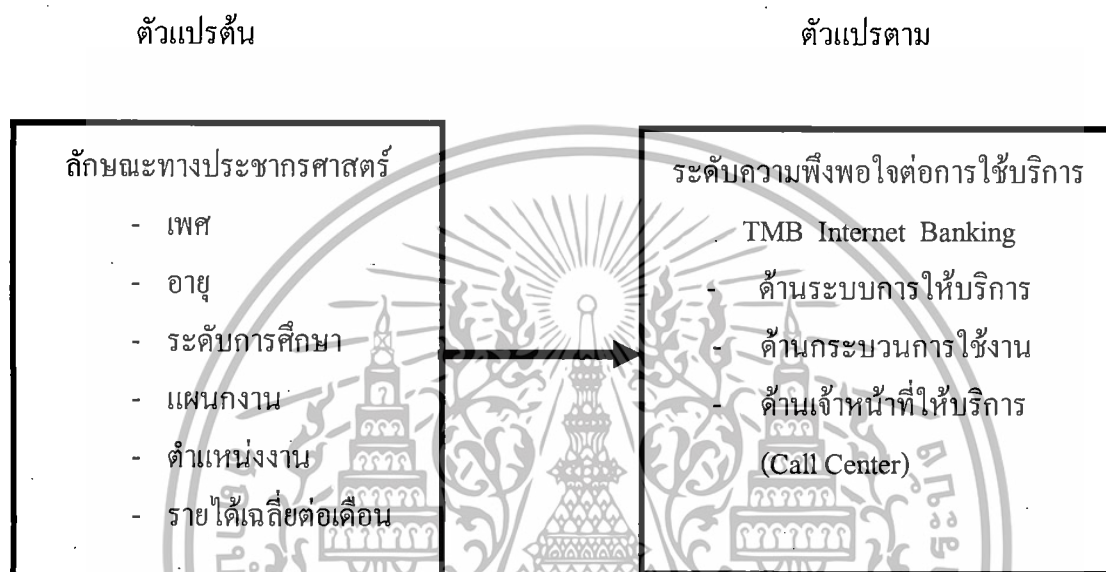 ตัวแปรต้น
ตัวแปรตาม
ลักษณะทางประชากรศาสตร์
- เพศ
- อายุ
- ระดับการศึกษา
- แผนกงาน
- ตำแหน่งงาน
- รายได้เฉลี่ยต่อเดือน
ระดับความพึงพอใจต่อการใช้บริการ
TMB Internet Banking
- ด้านระบบการให้บริการ
- ด้านกระบวนการใช้งาน
- ด้านเจ้าหน้าที่ให้บริการ
(Call Center)